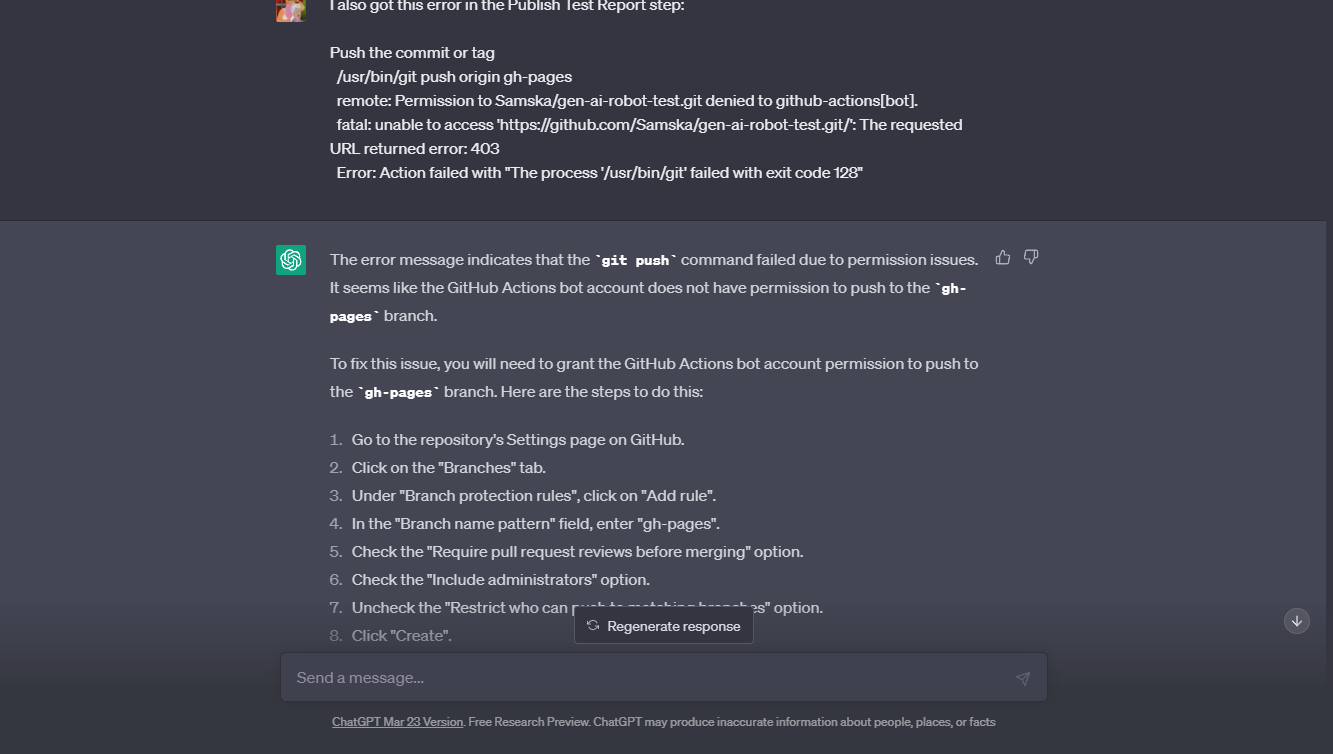 I also got this error in the Publish Test Report step:
Push the commit or tag
/usr/bin/git push origin gh-pages
remote: Permission to Samska/gen-ai-robot-test.git denied to github-actions[bot].
fatal: unable to access 'https://github.com/Samska/gen-ai-robot-test.git/': The requested
URL returned error: 403
Error: Action failed with "The process '/usr/bin/git' failed with exit code 128"
The error message indicates that the `git push` command failed due to permission issues.
It seems like the GitHub Actions bot account does not have permission to push to the `gh-
pages` branch.
To fix this issue, you will need to grant the GitHub Actions bot account permission to push to
the `gh-pages` branch. Here are the steps to do this:
1. Go to the repository's Settings page on GitHub.
2. Click on the "Branches" tab.
3. Under "Branch protection rules", click on "Add rule".
4. In the "Branch name pattern" field, enter "gh-pages".
5. Check the "Require pull request reviews before merging" option.
6. Check the "Include administrators" option.
7. Uncheck the "Restrict who can push to matching branches" option.
Regenerate response
8. Click "Create".
Send a message...
ChatGPT Mar 23 Version. Free Research Preview. ChatGPT may produce inaccurate information about people, places, or facts